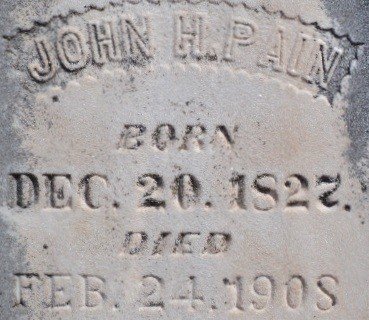 JOHN H. PAIN
BORN
DEC. 20. 1827.
DIED
FEB. 24. 1908